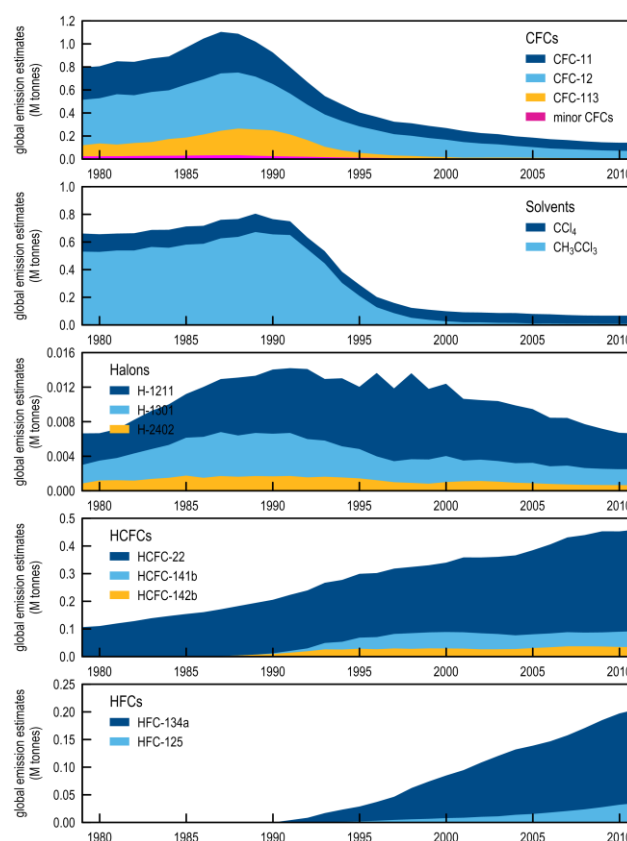 global emission estimates
(M tonnes)
1.2
1.0
0.8
0.6
0.4
0.2
0.0
CFCs
CFC-11
CFC-12
CFC-113
minor CFCs
1980
1985
1990
1995
2000
2005
2010
global emission estimates
(M tonnes)
1.0
0.8
0.6
0.4
0.2
0.0
Solvents
CCl₄
CH₃CCl₃
1980
1985
1990
1995
2000
2005
2010
global emission estimates
(M tonnes)
0.016
0.012
0.008
0.004
0.000
Halons
H-1211
H-1301
H-2402
1980
1985
1990
1995
2000
2005
2010
global emission estimates
(M tonnes)
0.5
0.4
0.3
0.2
0.1
0.0
HCFCs
HCFC-22
HCFC-141b
HCFC-142b
1980
1985
1990
1995
2000
2005
2010
global emission estimates
(M tonnes)
0.25
0.20
0.15
0.10
0.05
0.00
HFCs
HFC-134a
HFC-125
1980
1985
1990
1995
2000
2005
2010